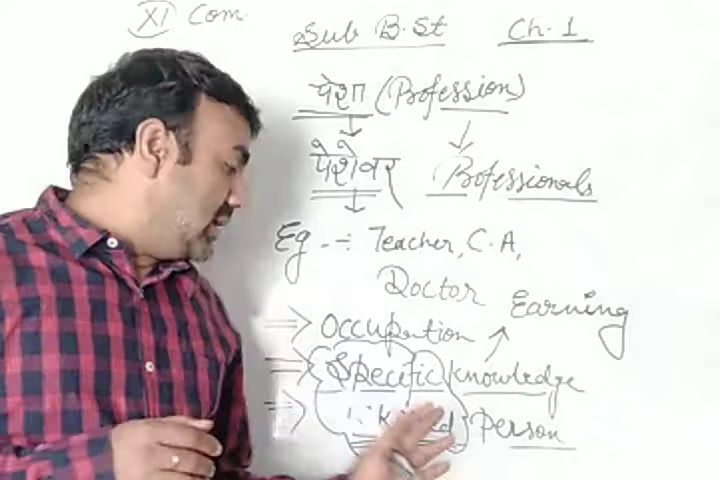 XI Com. Sub B.St Ch. 1
पेशा (Profession)
पेशेवर Professionals
Eg -: Teacher, C.A,
Doctor
Earning
Occupation
Specific knowledge
Person